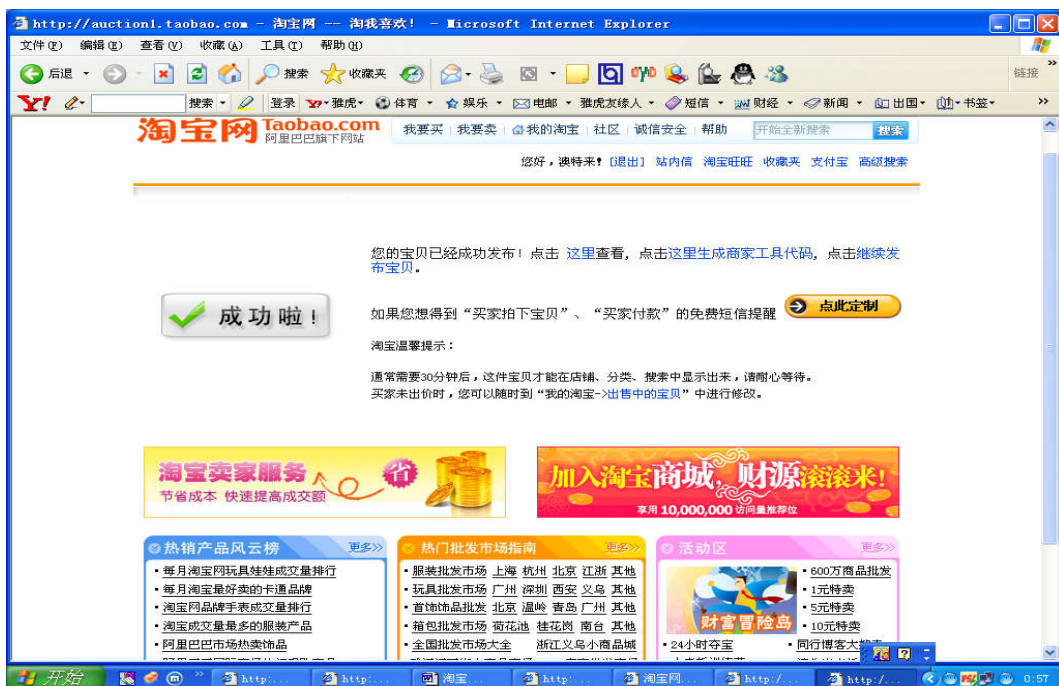 http://auction1.taobao.com - 淘宝网 -- 淘我喜欢! - Microsoft Internet Explorer
文件(F) 编辑(E) 查看(V) 收藏(A) 工具(T) 帮助(H)
后退 搜索 收藏夹 链接
Y! 搜索 登录 雅虎 体育 娱乐 电邮 雅虎友缘人 短信 财经 新闻 出国 书签
淘宝网 Taobao.com 阿里巴巴旗下网站
我要买 我要卖 我的淘宝 社区 诚信安全 帮助 开始全新搜索 搜索
您好,澳特来! [退出] 站内信 淘宝旺旺 收藏夹 支付宝 高级搜索
您的宝贝已经成功发布! 点击 这里查看, 点击这里生成商家工具代码, 点击继续发
布宝贝。
成功啦!
如果您想得到“买家拍下宝贝”、“买家付款”的免费短信提醒 点此定制
淘宝温馨提示:
通常需要30分钟后,这件宝贝才能在店铺、分类、搜索中显示出来,请耐心等待。
买家未出价时,您可以随时到“我的淘宝->出售中的宝贝”中进行修改。
淘宝卖家服务 省
节省成本 快速提高成交额
加入淘宝商城, 财源滚滚来!
享用 10,000,000 访问量推荐位
热销产品风云榜 更多>>
· 每月淘宝网玩具娃娃成交量排行
· 每月淘宝最好卖的卡通品牌
· 淘宝网品牌手表成交量排行
· 淘宝成交量最多的服装产品
· 阿里巴巴市场热卖饰品
热门批发市场指南 更多>>
· 服装批发市场 上海 杭州 北京 江浙 其他
· 玩具批发市场 广州 深圳 西安 义乌 其他
· 首饰饰品批发 北京 温岭 青岛 广州 其他
· 箱包批发市场 荷花池 桂花岗 南台 其他
· 全国批发市场大全 浙江义乌小商品城
活动区 更多>>
财富冒险岛
· 600万商品批发
· 1元特卖
· 5元特卖
· 10元特卖
· 24小时夺宝
· 同行博客大
开始 http:... http:... 淘宝... http:... 淘宝网... http:/... http:/... 0:57